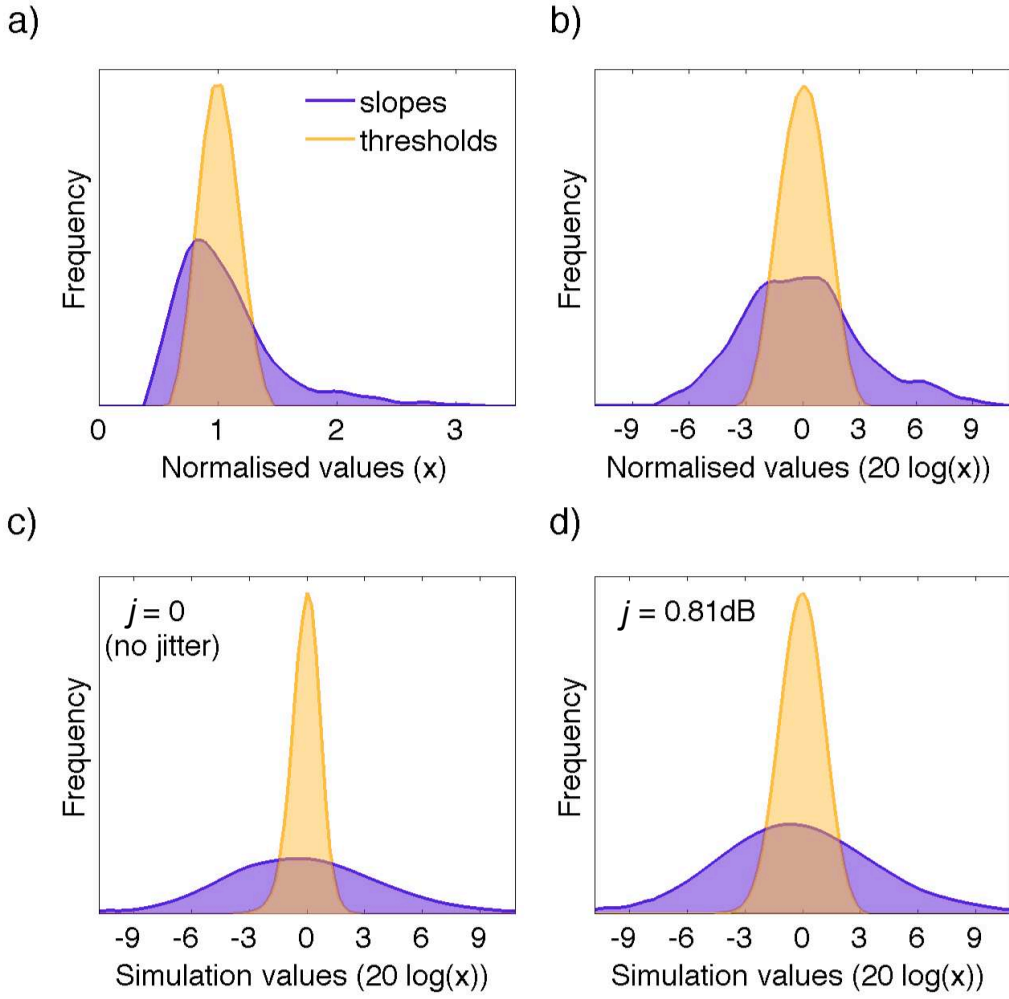 a)
slopes
thresholds
Frequency
0 1 2 3
Normalised values (x)
b)
Frequency
-9 -6 -3 0 3 6 9
Normalised values (20 log(x))
c)
j = 0
(no jitter)
Frequency
-9 -6 -3 0 3 6 9
Simulation values (20 log(x))
d)
j = 0.81dB
Frequency
-9 -6 -3 0 3 6 9
Simulation values (20 log(x))